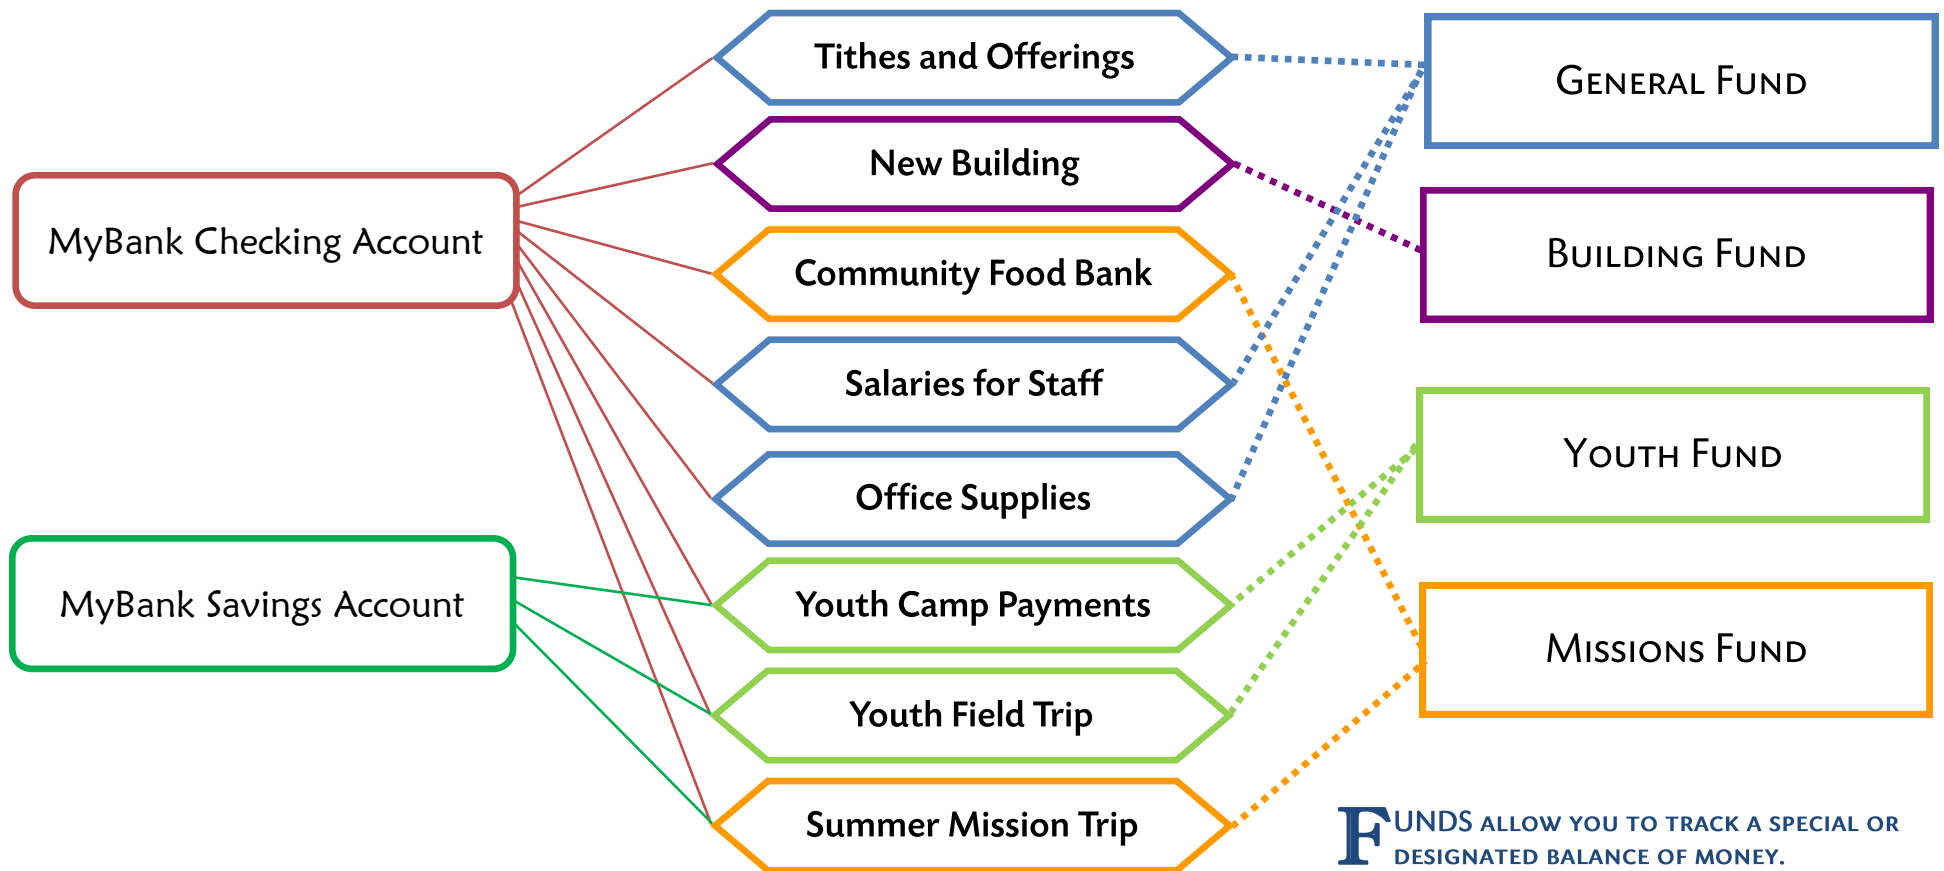 MyBank Checking Account
MyBank Savings Account
Tithes and Offerings
New Building
Community Food Bank
Salaries for Staff
Office Supplies
Youth Camp Payments
Youth Field Trip
Summer Mission Trip
General Fund
Building Fund
Youth Fund
Missions Fund
FUNDS ALLOW YOU TO TRACK A SPECIAL OR
DESIGNATED BALANCE OF MONEY.